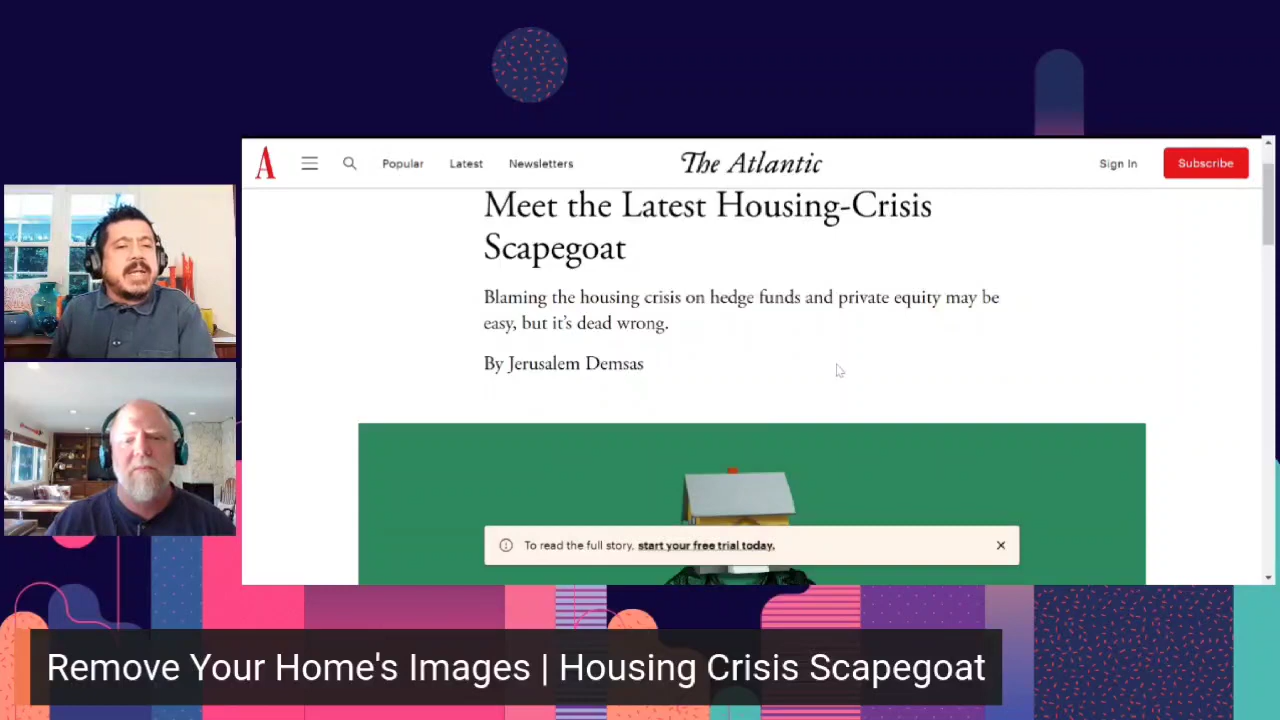 A
Popular
Latest
Newsletters
The Atlantic
Sign In
Subscribe
Meet the Latest Housing-Crisis
Scapegoat
Blaming the housing crisis on hedge funds and private equity may be
easy, but it's dead wrong.
By Jerusalem Demsas
To read the full story, start your free trial today.
Remove Your Home's Images | Housing Crisis Scapegoat